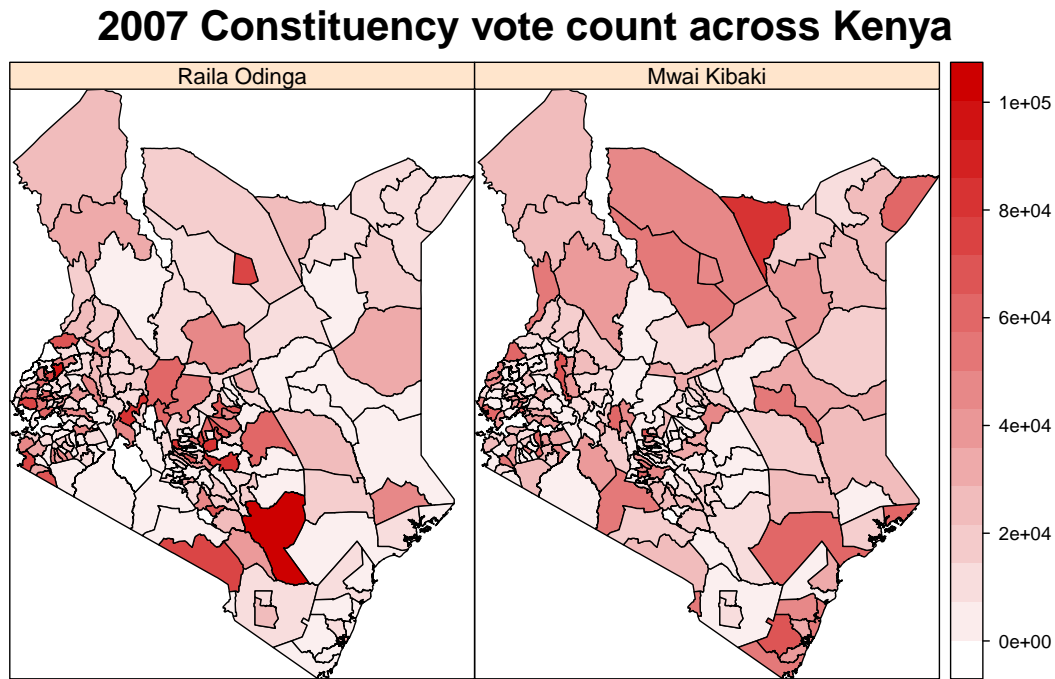 2007 Constituency vote count across Kenya
Raila Odinga
Mwai Kibaki
1e+05
8e+04
6e+04
4e+04
2e+04
0e+00